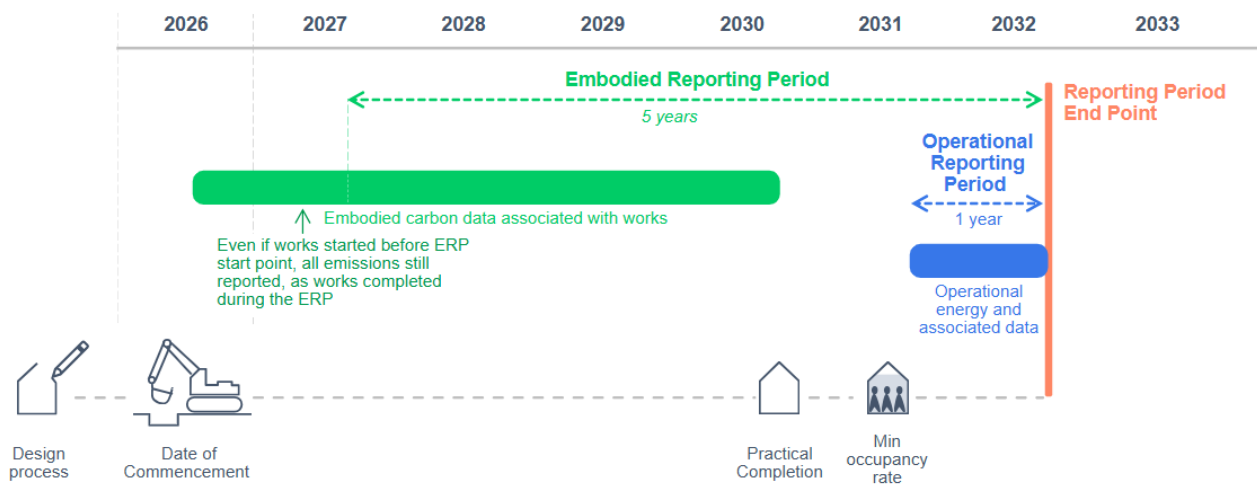 2026 2027 2028 2029 2030 2031 2032 2033
Embodied Reporting Period
5 years
Reporting Period
End Point
Operational
Reporting
Period
1 year
Embodied carbon data associated with works
Even if works started before ERP
start point, all emissions still
reported, as works completed
during the ERP
Operational
energy and
associated data
Design
process
Date of
Commencement
Practical
Completion
Min
occupancy
rate